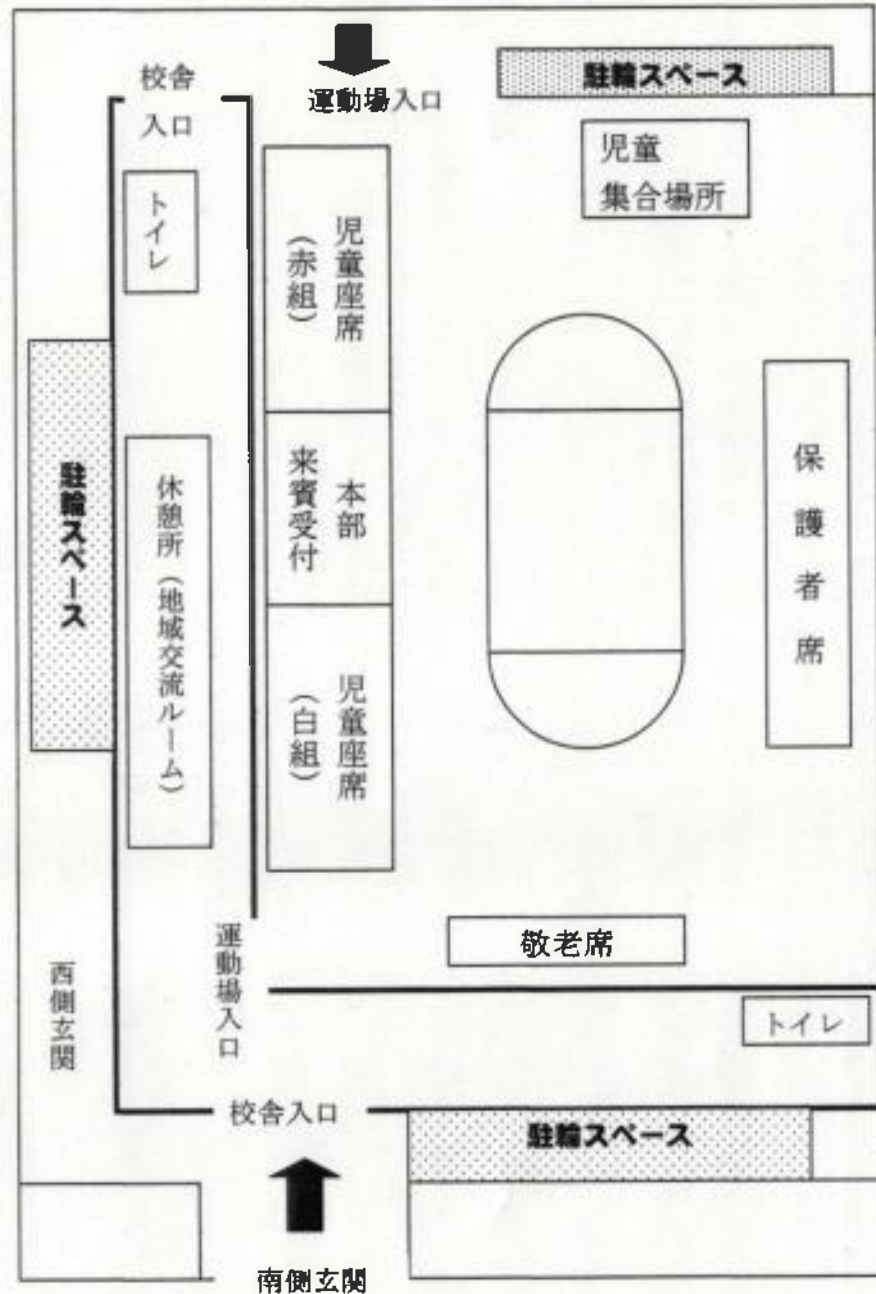 校舎
入口
運動場入口
駐輪スペース
児童
集合場所
トイレ
児童座席
(赤組)
本部
来賓受付
児童座席
(白組)
保護者席
駐輪スペース
休憩所(地域交流ルーム)
敬老席
運動場入口
西側玄関
トイレ
校舎入口
駐輪スペース
南側玄関